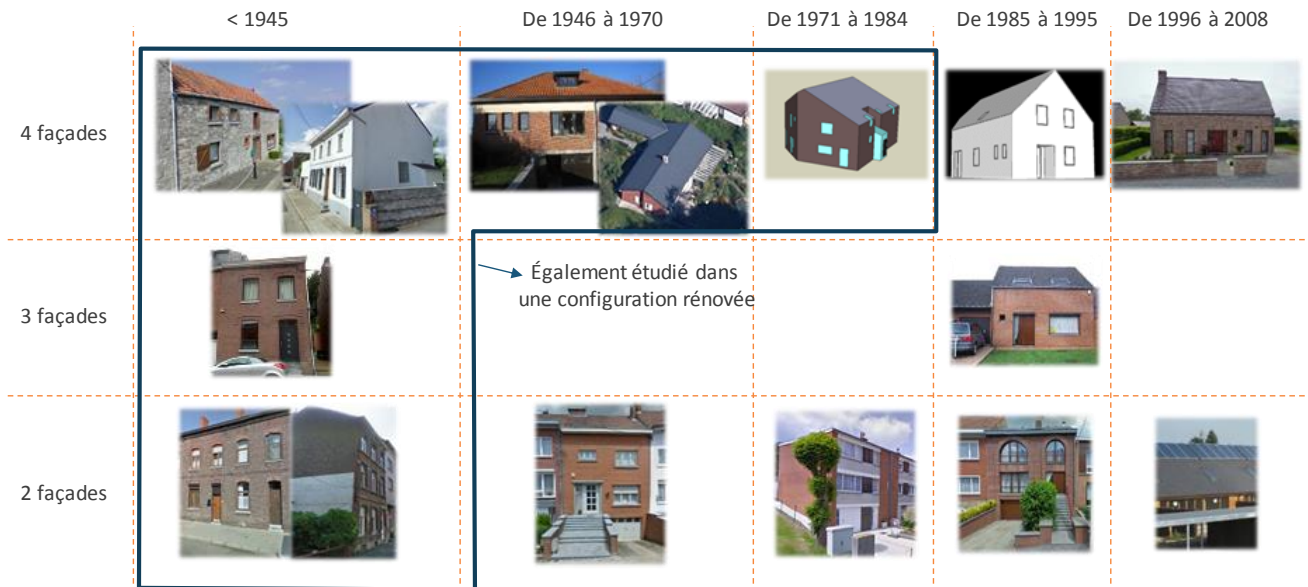 < 1945
De 1946 à 1970
De 1971 à 1984
De 1985 à 1995
De 1996 à 2008
4 façades
Également étudié dans
une configuration rénovée
3 façades
2 façades